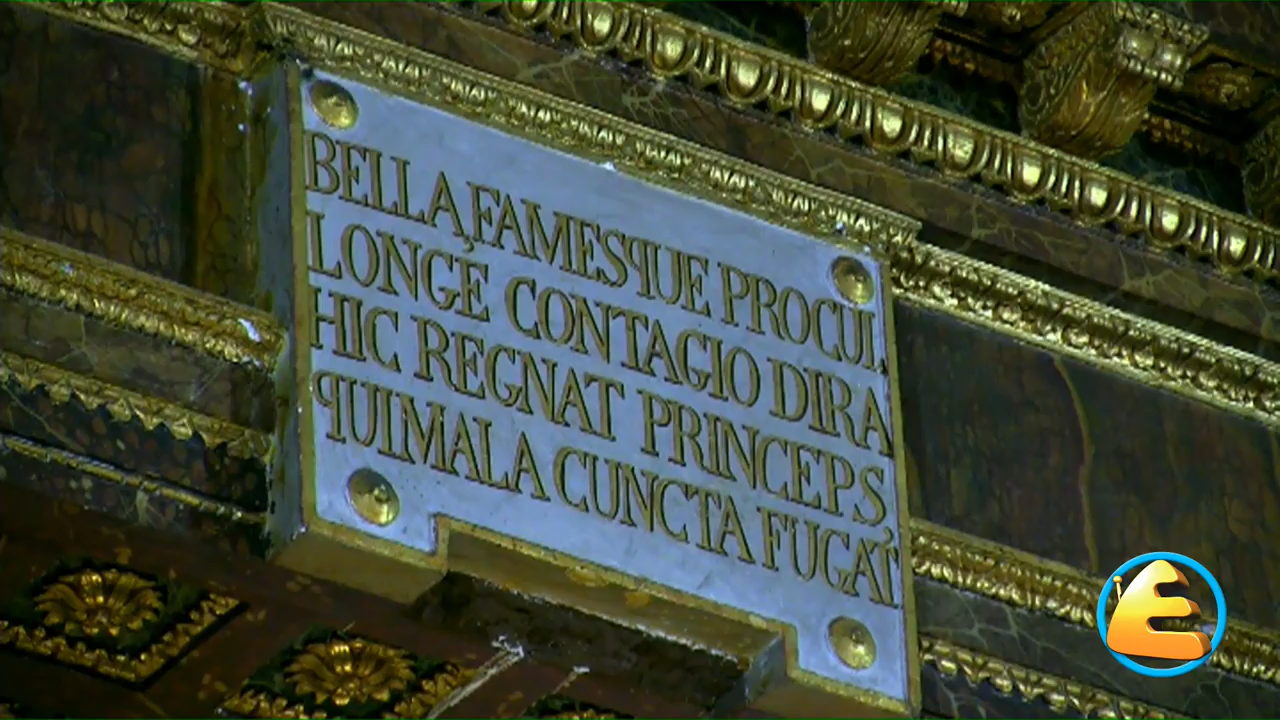 BELLA, FAMESQUE PROCUL,
LONGE CONTAGIO DIRA
HIC REGNAT PRINCEPS,
QUI MALA CUNCTA FUGAT
E